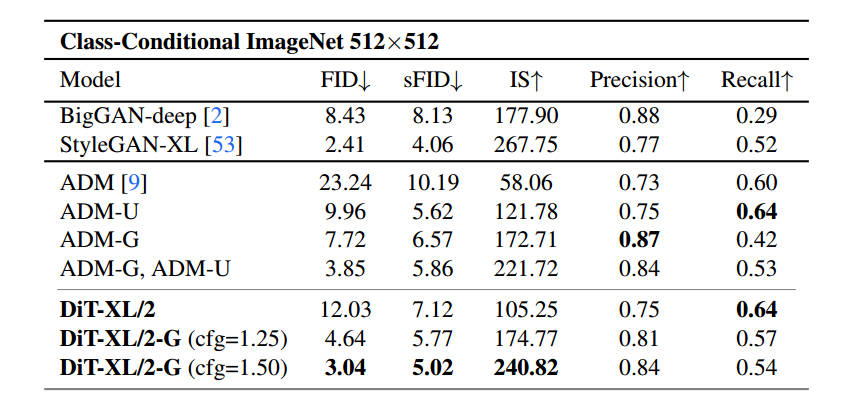 Class-Conditional ImageNet 512×512
Model FID↓ sFID↓ IS↑ Precision↑ Recall↑
BigGAN-deep [2] 8.43 8.13 177.90 0.88 0.29
StyleGAN-XL [53] 2.41 4.06 267.75 0.77 0.52
ADM [9] 23.24 10.19 58.06 0.73 0.60
ADM-U 9.96 5.62 121.78 0.75 0.64
ADM-G 7.72 6.57 172.71 0.87 0.42
ADM-G, ADM-U 3.85 5.86 221.72 0.84 0.53
DiT-XL/2 12.03 7.12 105.25 0.75 0.64
DiT-XL/2-G (cfg=1.25) 4.64 5.77 174.77 0.81 0.57
DiT-XL/2-G (cfg=1.50) 3.04 5.02 240.82 0.84 0.54